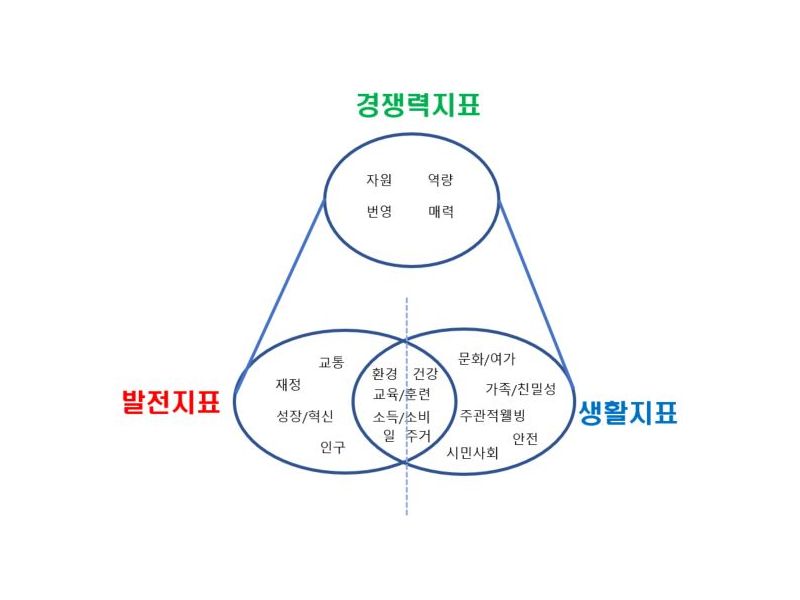 경쟁력지표
자원 역량
번영 매력
발전지표
교통
재정
성장/혁신
인구
환경 건강
교육/훈련
소득/소비
일 주거
문화/여가
가족/친밀성
주관적웰빙
안전
시민사회
생활지표